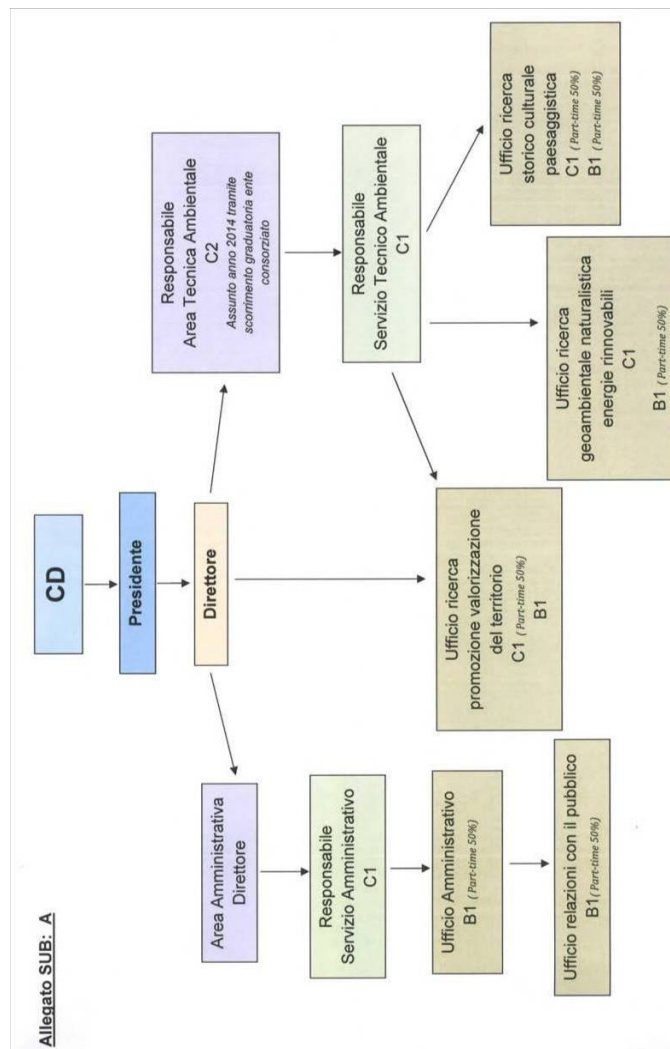 Allegato SUB: A
CD
Presidente
Direttore
Area Amministrativa
Direttore
Responsabile
Servizio Amministrativo
C1
Ufficio Amministrativo
B1 ( Part-time 50%)
Ufficio relazioni con il pubblico
B1( Part-time 50%)
Ufficio ricerca
promozione valorizzazione
del territorio
C1 ( Part-time 50%)
B1
Responsabile
Area Tecnica Ambientale
C2
Assunto anno 2014 tramite
scorrimento graduatoria ente
consorziato
Responsabile
Servizio Tecnico Ambientale
C1
Ufficio ricerca
geoambientale naturalistica
energie rinnovabili
C1
B1 ( Part-time 50%)
Ufficio ricerca
storico culturale
paesaggistica
C1 ( Part-time 50%)
B1 ( Part-time 50%)